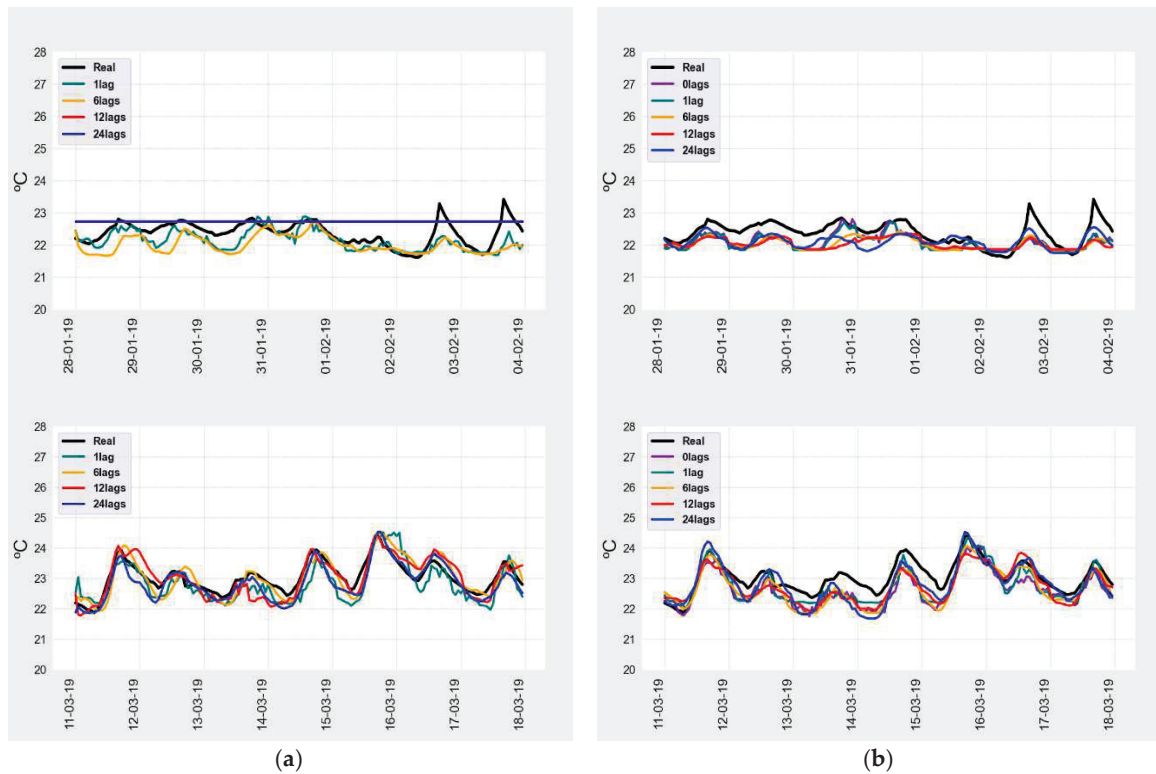 28
27
26
25
24
23
22
21
20
°C
Real
1lag
6lags
12lags
24lags
28-01-19
29-01-19
30-01-19
31-01-19
01-02-19
02-02-19
03-02-19
04-02-19
28
27
26
25
24
23
22
21
20
°C
Real
0lags
1lag
6lags
12lags
24lags
28-01-19
29-01-19
30-01-19
31-01-19
01-02-19
02-02-19
03-02-19
04-02-19
28
27
26
25
24
23
22
21
20
°C
Real
1lag
6lags
12lags
24lags
11-03-19
12-03-19
13-03-19
14-03-19
15-03-19
16-03-19
17-03-19
18-03-19
28
27
26
25
24
23
22
21
20
°C
Real
0lags
1lag
6lags
12lags
24lags
11-03-19
12-03-19
13-03-19
14-03-19
15-03-19
16-03-19
17-03-19
18-03-19
(a)
(b)